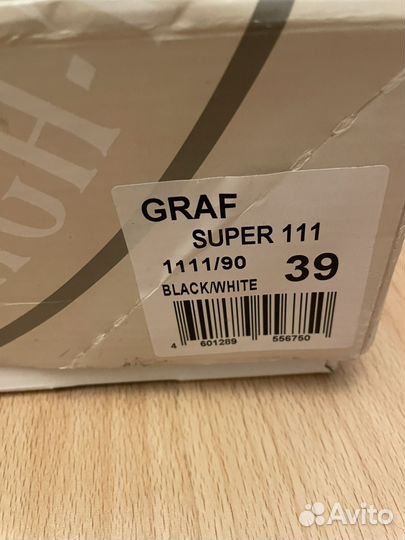 GRAF
SUPER 111
1111/90 39
BLACK/WHITE
4 601289 556750
Avito